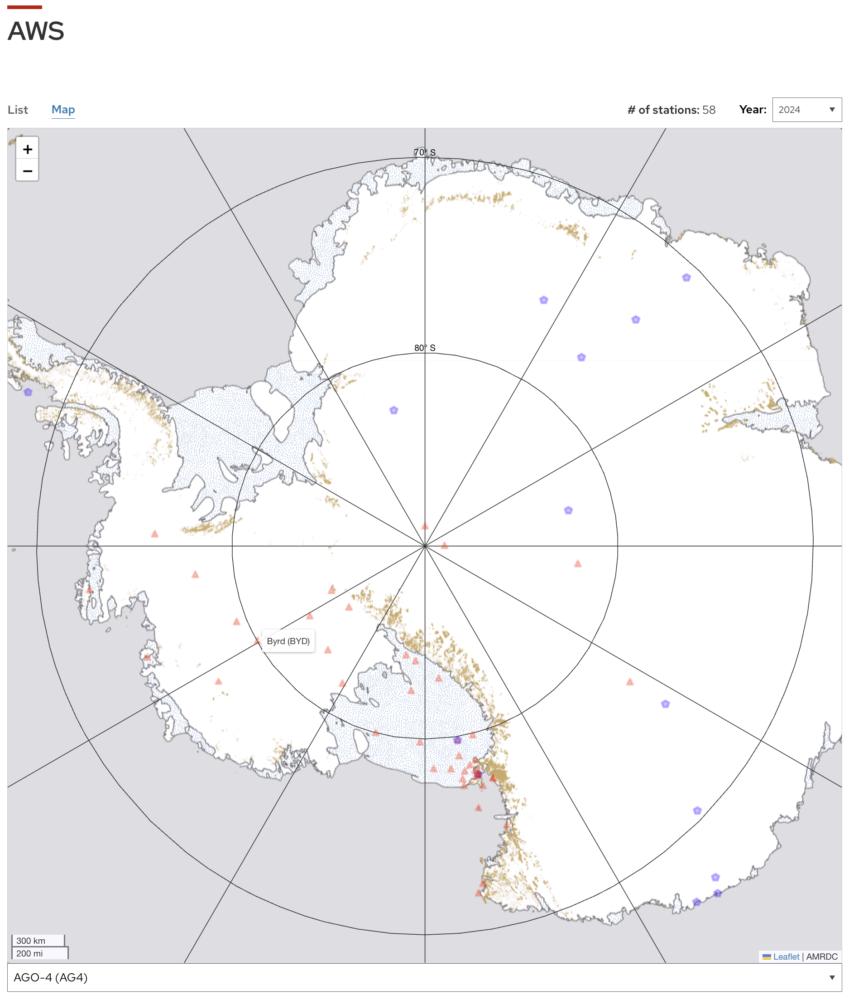 AWS
List Map # of stations: 58 Year: 2024
+
−
70° S
80° S
Byrd (BYD)
300 km
200 mi
Leaflet | AMRDC
AGO-4 (AG4)